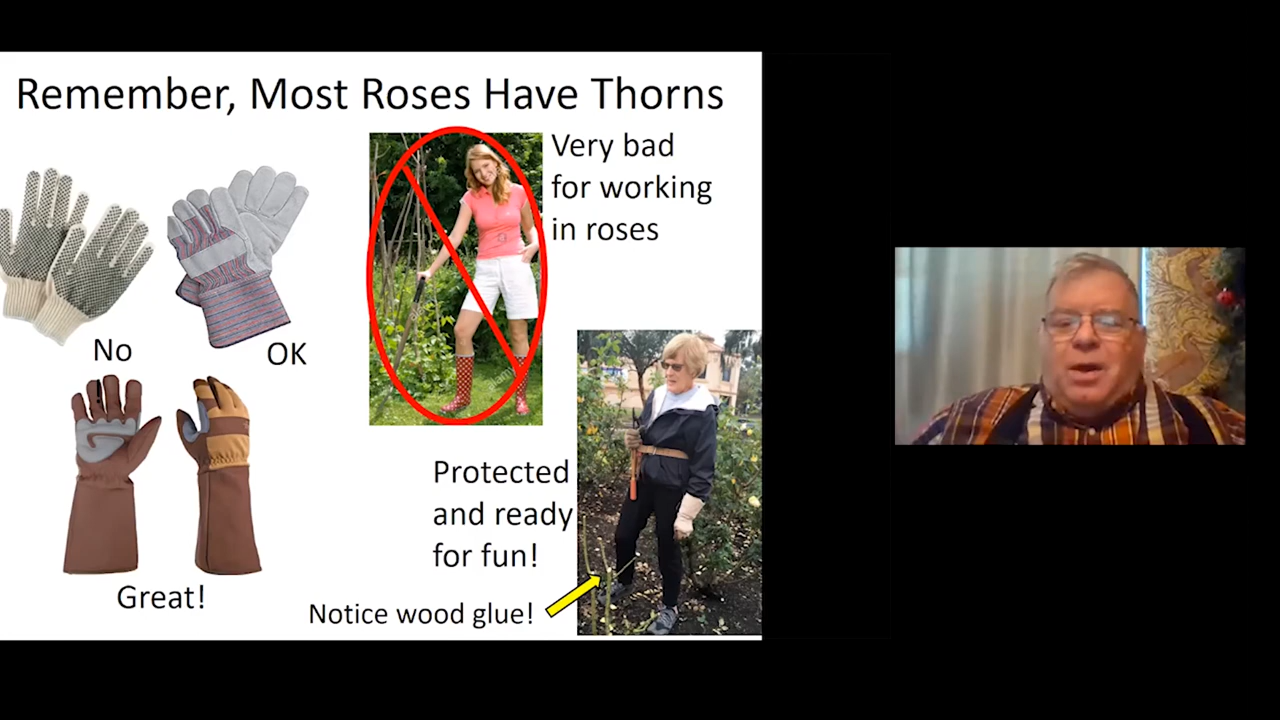 Remember, Most Roses Have Thorns
Very bad
for working
in roses
No
OK
Great!
Protected
and ready
for fun!
Notice wood glue!